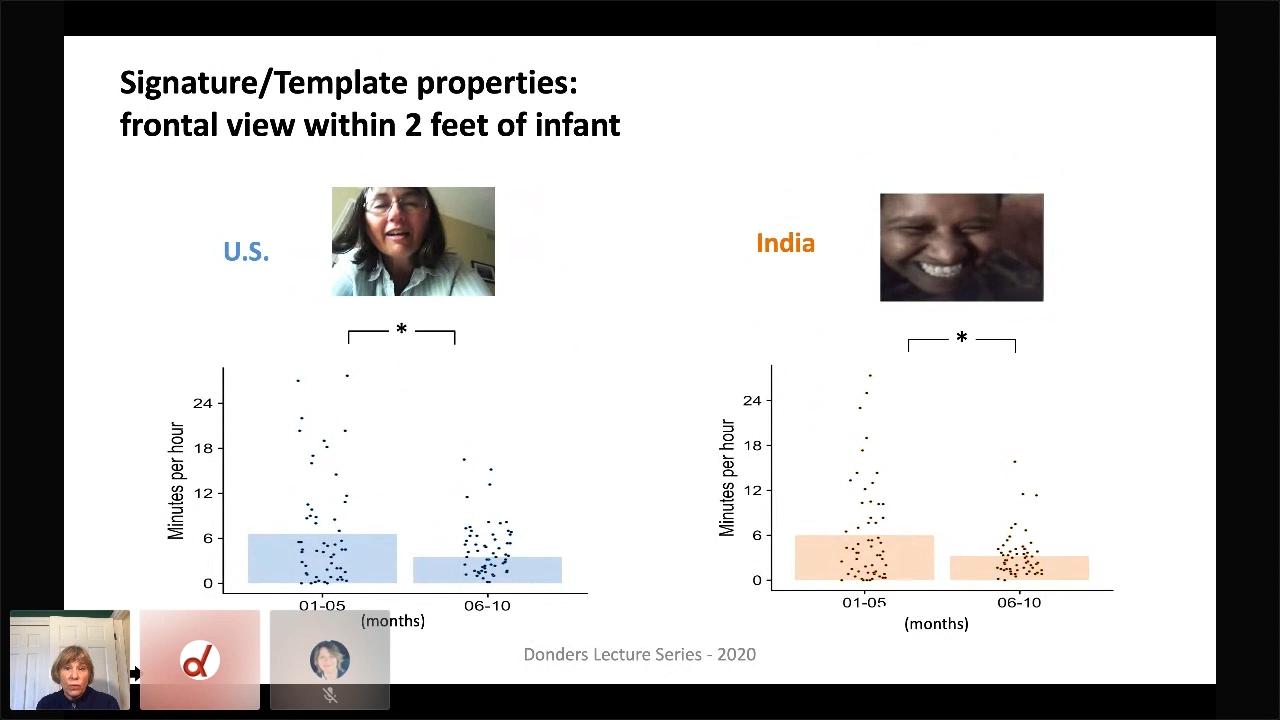 Signature/Template properties:
frontal view within 2 feet of infant
U.S.
India
*
*
Minutes per hour
24
18
12
6
0
01-05
06-10
(months)
Minutes per hour
24
18
12
6
0
01-05
06-10
(months)
Donders Lecture Series - 2020